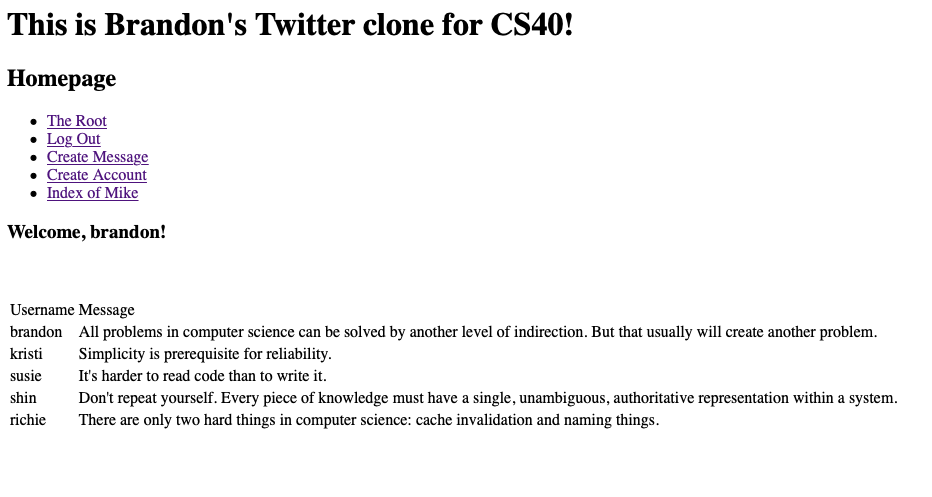 This is Brandon's Twitter clone for CS40!
Homepage
The Root
Log Out
Create Message
Create Account
Index of Mike
Welcome, brandon!
Username Message
brandon All problems in computer science can be solved by another level of indirection. But that usually will create another problem.
kristi Simplicity is prerequisite for reliability.
susie It's harder to read code than to write it.
shin Don't repeat yourself. Every piece of knowledge must have a single, unambiguous, authoritative representation within a system.
richie There are only two hard things in computer science: cache invalidation and naming things.